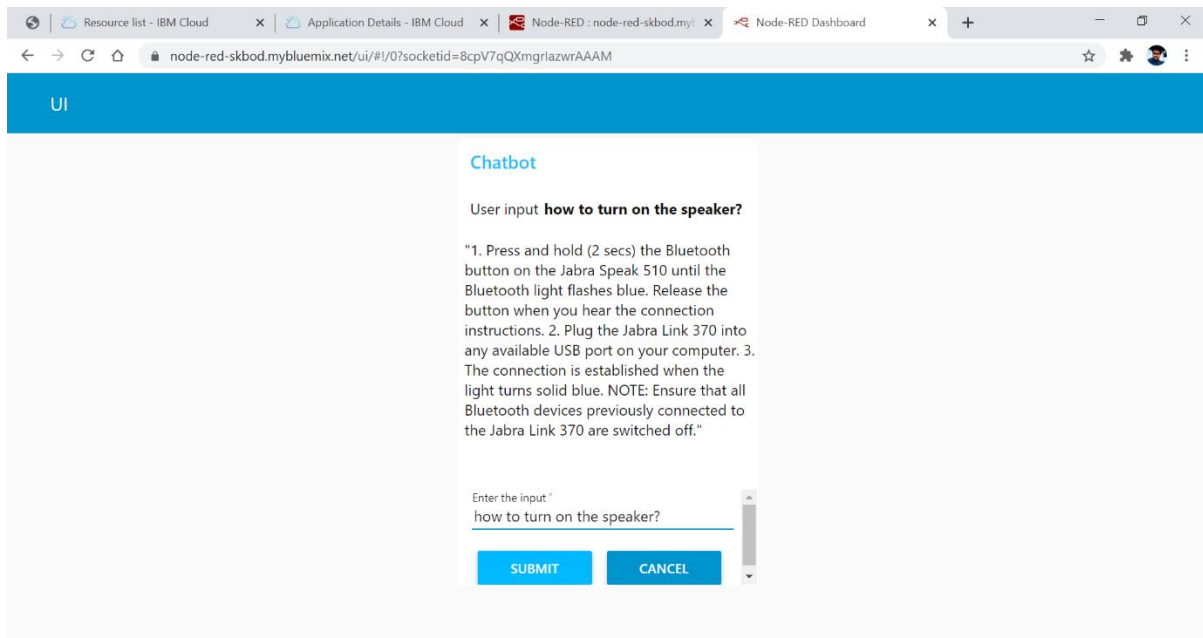 Resource list - IBM Cloud
Application Details - IBM Cloud
Node-RED : node-red-skbod.myb
Node-RED Dashboard
node-red-skbod.mybluemix.net/ui/#!/0?socketid=8cpV7qQXmgrIazwrAAAM
UI
Chatbot
User input how to turn on the speaker?
"1. Press and hold (2 secs) the Bluetooth
button on the Jabra Speak 510 until the
Bluetooth light flashes blue. Release the
button when you hear the connection
instructions. 2. Plug the Jabra Link 370 into
any available USB port on your computer. 3.
The connection is established when the
light turns solid blue. NOTE: Ensure that all
Bluetooth devices previously connected to
the Jabra Link 370 are switched off."
Enter the input *
how to turn on the speaker?
SUBMIT CANCEL